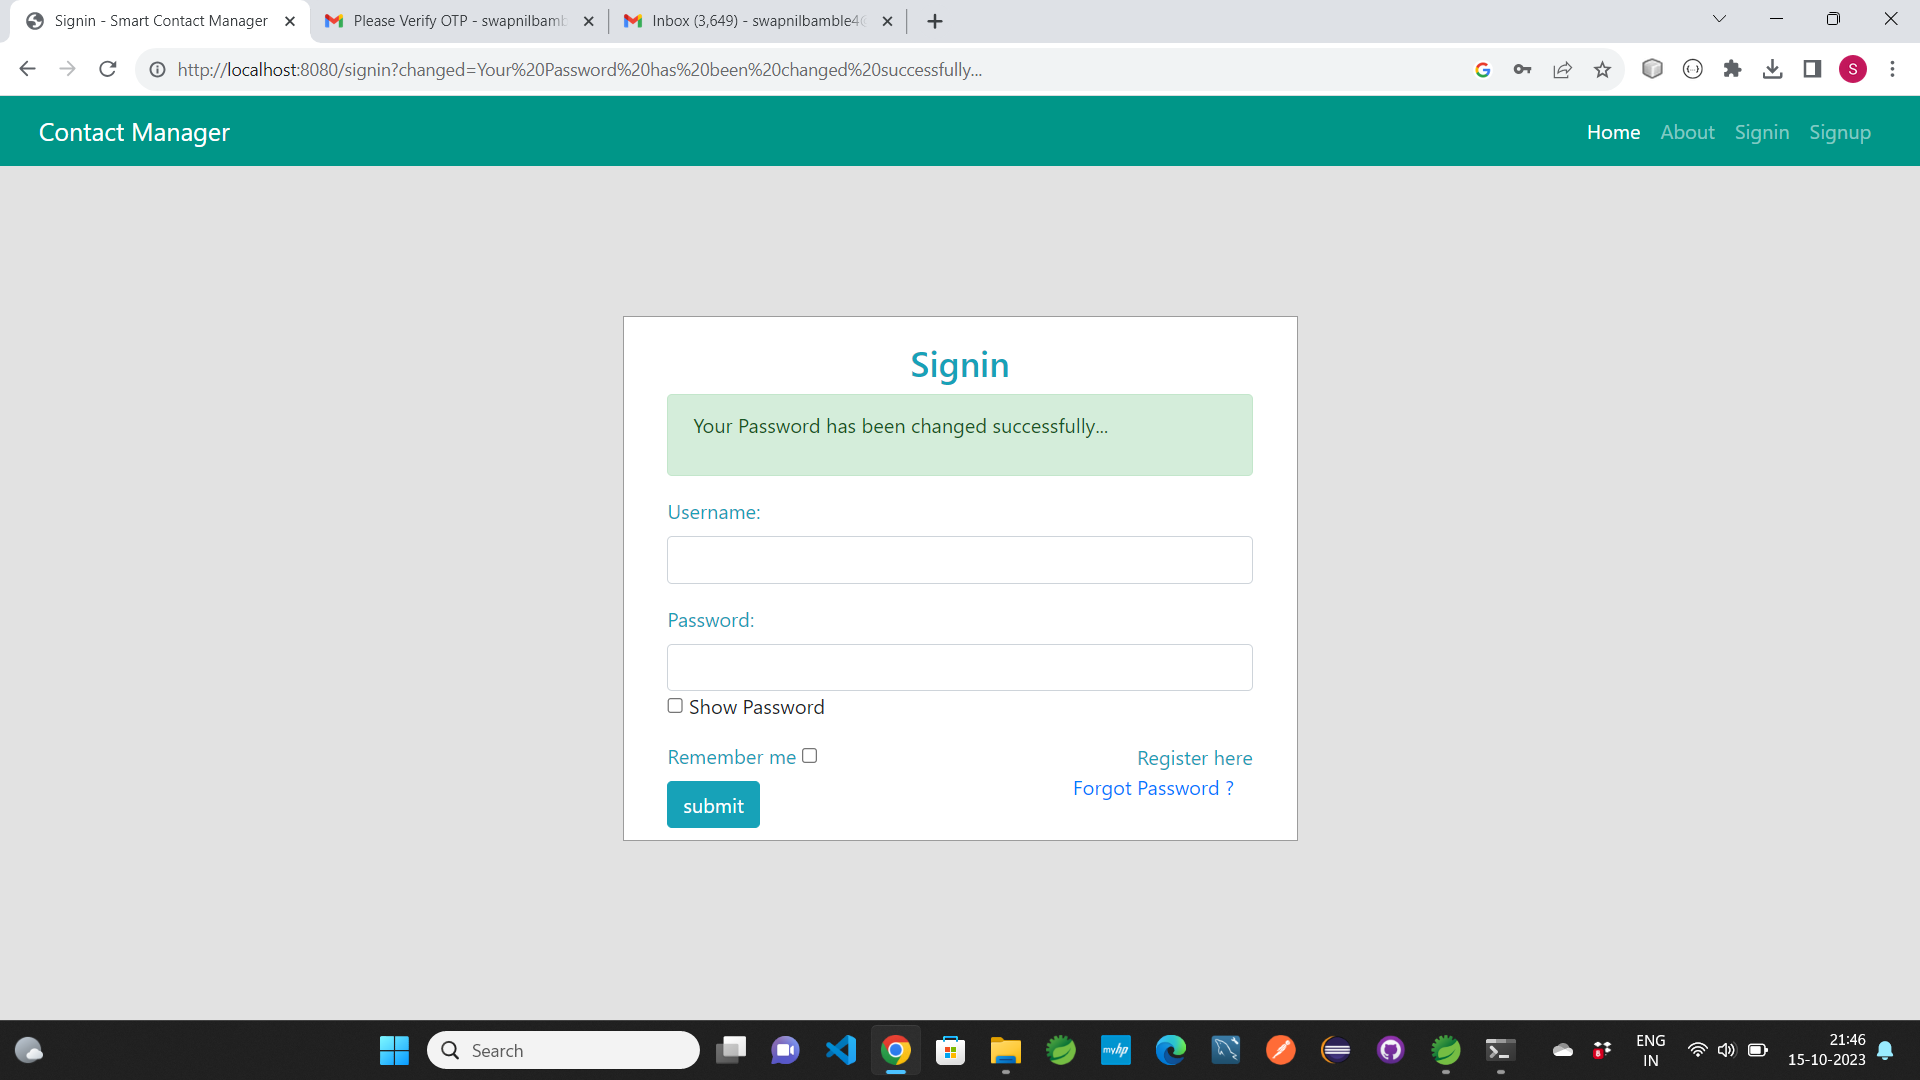 Signin - Smart Contact Manager
Please Verify OTP - swapnilbamb
Inbox (3,649) - swapnilbamble4
http://localhost:8080/signin?changed=Your%20Password%20has%20been%20changed%20successfully...
S
Contact Manager
Home About Signin Signup
Signin
Your Password has been changed successfully...
Username:
Password:
Show Password
Remember me
Register here
Forgot Password ?
submit
Search
myhp
8
ENG
IN
21:46
15-10-2023